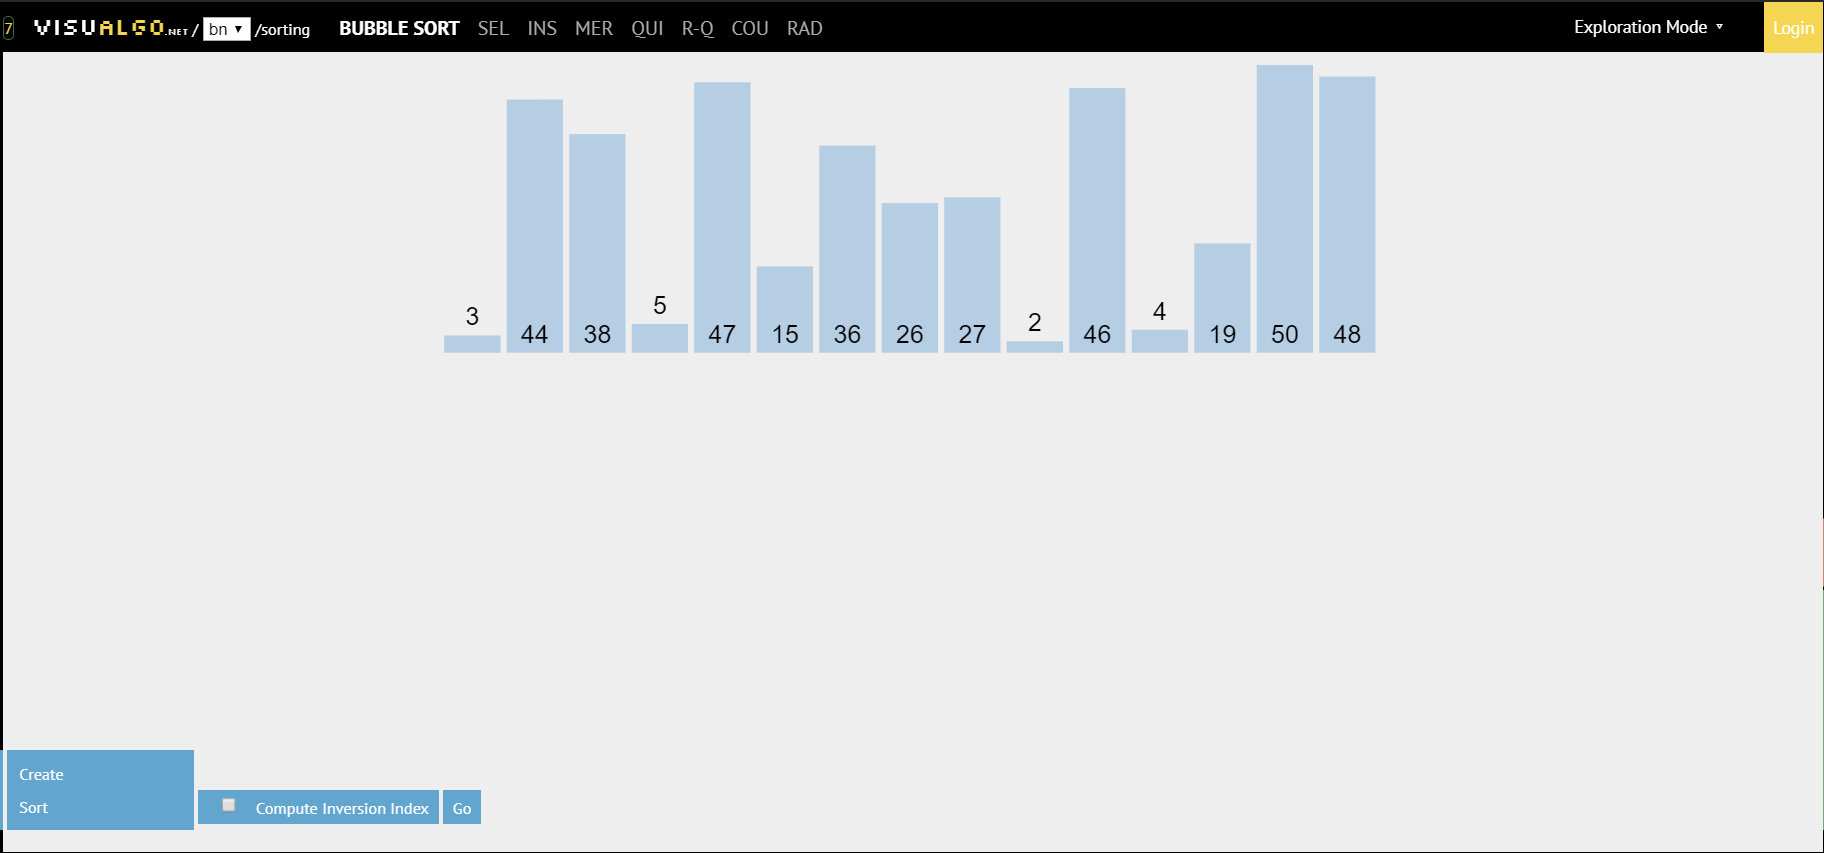 7 VISUALGO.NET / bn ▼ /sorting BUBBLE SORT SEL INS MER QUI R-Q COU RAD Exploration Mode ▼ Login
3 44 38 5 47 15 36 26 27 2 46 4 19 50 48
Create
Sort Compute Inversion Index Go